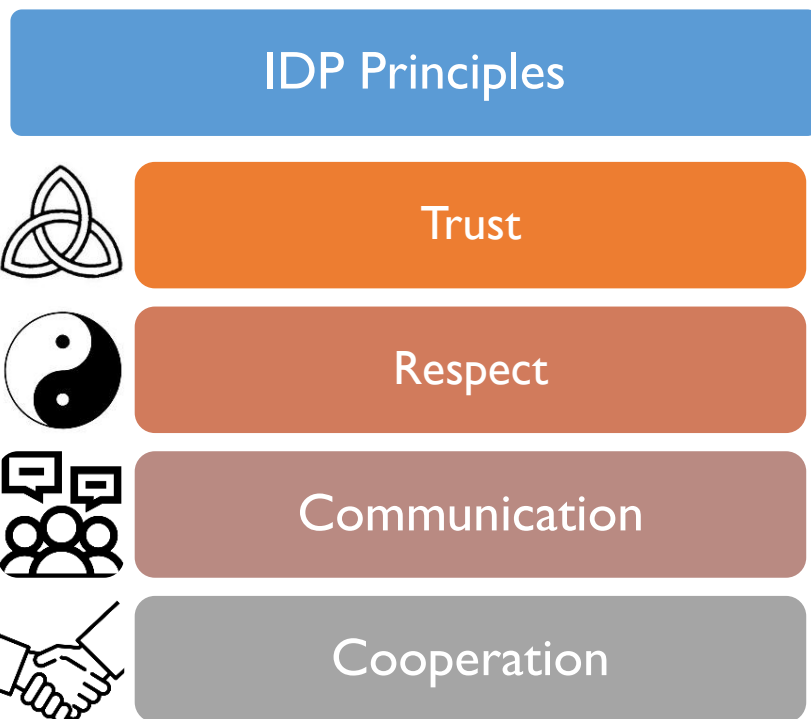 IDP Principles
Trust
Respect
Communication
Cooperation